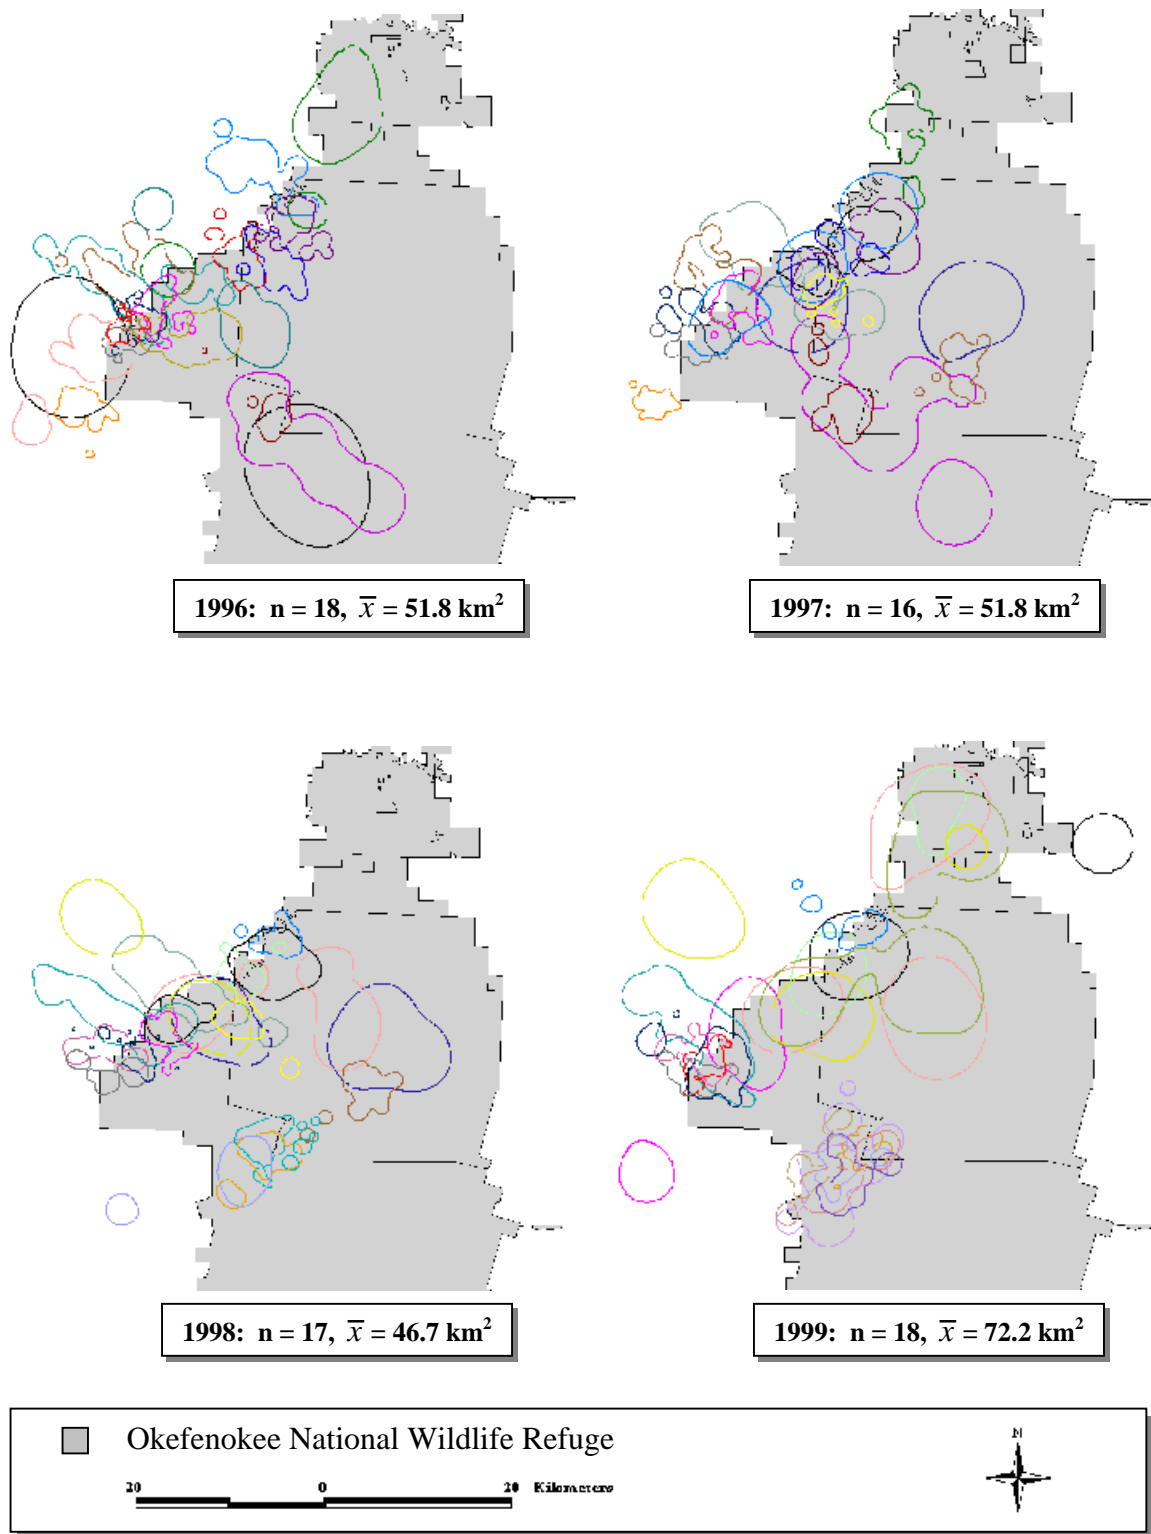 1996: n = 18, x̄ = 51.8 km²
1997: n = 16, x̄ = 51.8 km²
1998: n = 17, x̄ = 46.7 km²
1999: n = 18, x̄ = 72.2 km²
Okefenokee National Wildlife Refuge
N
20 0 20 Kilometers